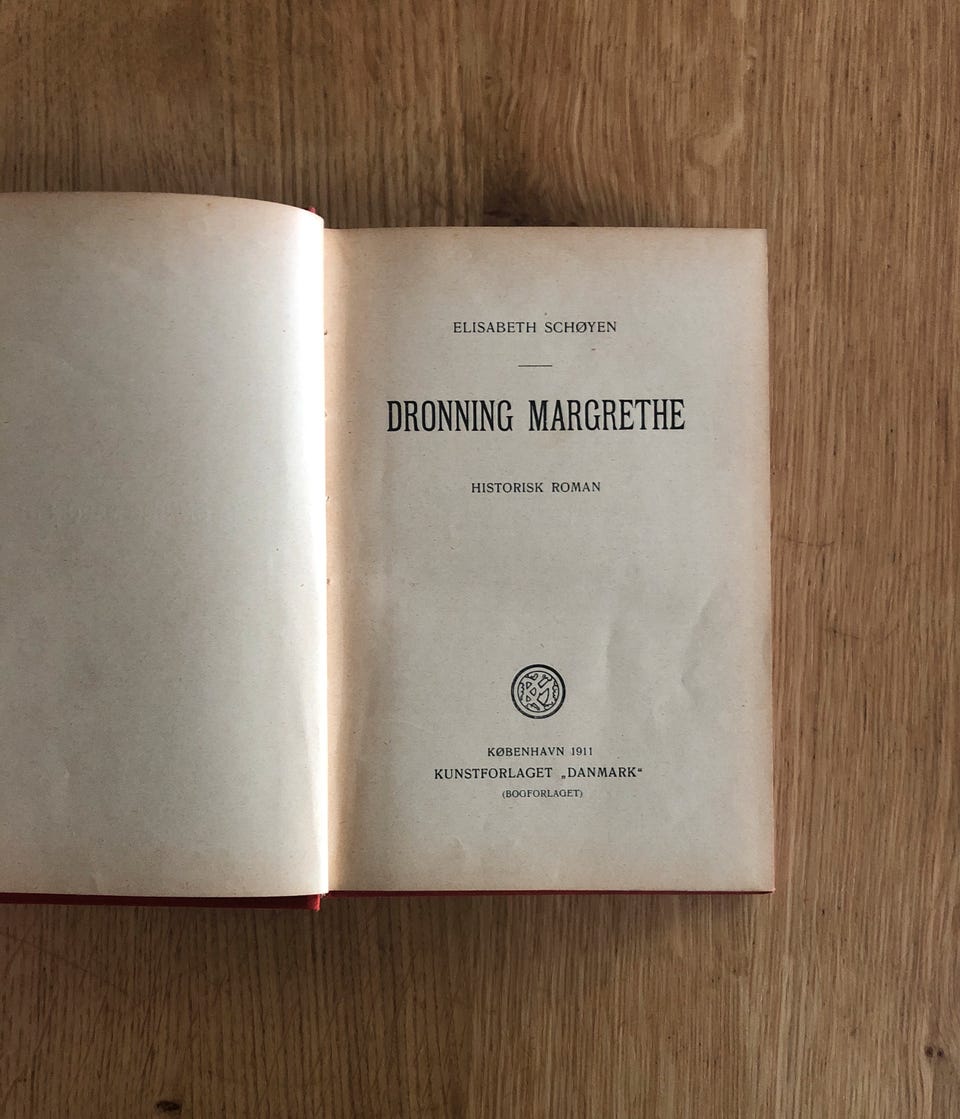 ELISABETH SCHØYEN
DRONNING MARGRETHE
HISTORISK ROMAN
KØBENHAVN 1911
KUNSTFORLAGET „DANMARK“
(BOGFORLAGET)